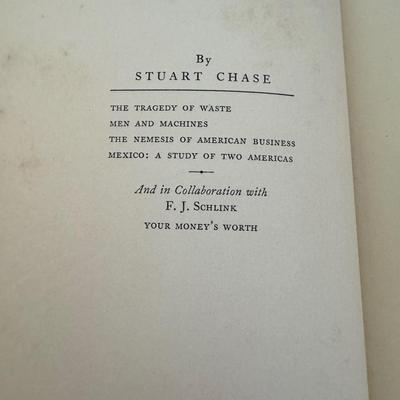 By
STUART CHASE
THE TRAGEDY OF WASTE
MEN AND MACHINES
THE NEMESIS OF AMERICAN BUSINESS
MEXICO: A STUDY OF TWO AMERICAS
And in Collaboration with
F. J. SCHLINK
YOUR MONEY'S WORTH